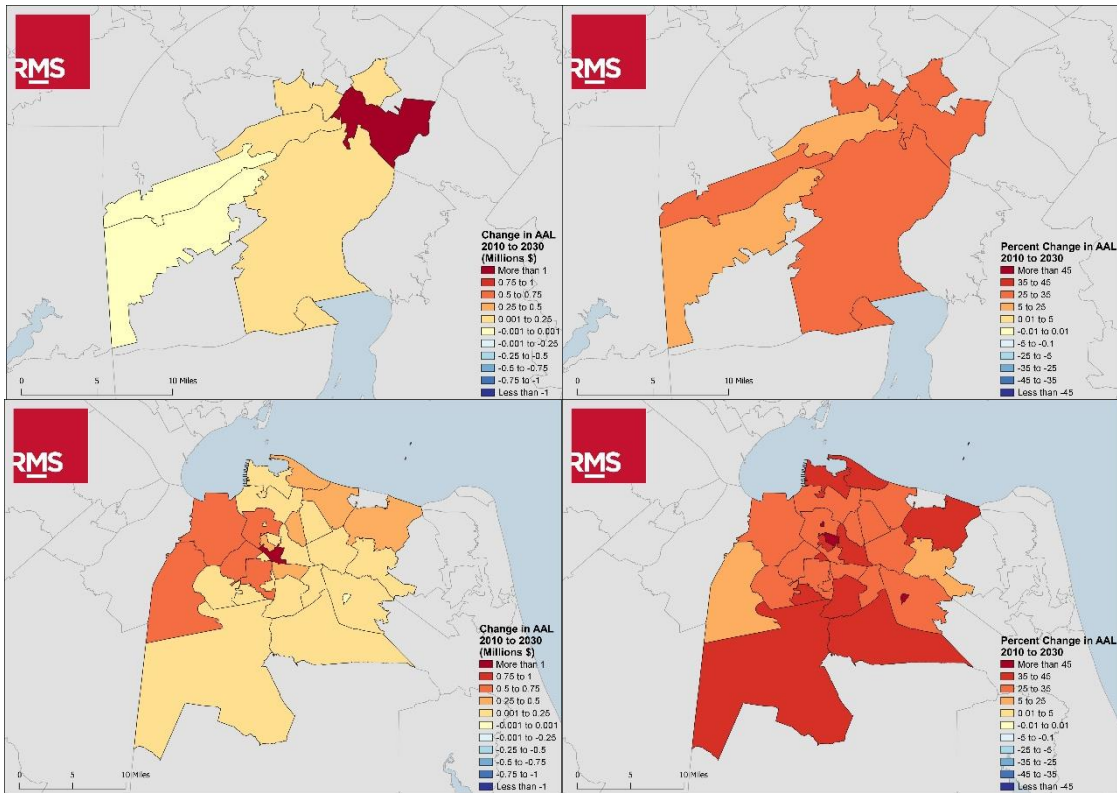 RMS
Change in AAL
2010 to 2030
(Millions $)
More than 1
0.75 to 1
0.5 to 0.75
0.25 to 0.5
0.001 to 0.25
-0.001 to 0.001
-0.001 to -0.25
-0.25 to -0.5
-0.5 to -0.75
-0.75 to -1
Less than -1
0 5 10 Miles
RMS
Percent Change in AAL
2010 to 2030
More than 45
35 to 45
25 to 35
5 to 25
0.01 to 5
-0.01 to 0.01
-5 to -0.1
-25 to -5
-35 to -25
-45 to -35
Less than -45
0 5 10 Miles
RMS
Change in AAL
2010 to 2030
(Millions $)
More than 1
0.75 to 1
0.5 to 0.75
0.25 to 0.5
0.001 to 0.25
-0.001 to 0.001
-0.001 to -0.25
-0.25 to -0.5
-0.5 to -0.75
-0.75 to -1
Less than -1
0 5 10 Miles
RMS
Percent Change in AAL
2010 to 2030
More than 45
35 to 45
25 to 35
5 to 25
0.01 to 5
-0.01 to 0.01
-5 to -0.1
-25 to -5
-35 to -25
-45 to -35
Less than -45
0 5 10 Miles